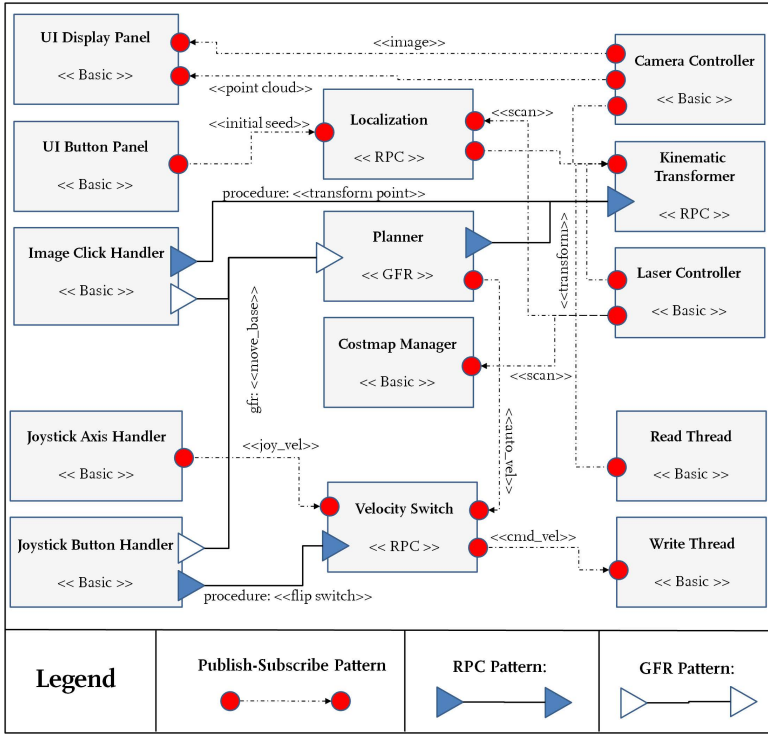 UI Display Panel
<< Basic >>
<<image>>
<<point cloud>>
Camera Controller
<< Basic >>
UI Button Panel
<< Basic >>
<<initial seed>>
Localization
<< RPC >>
<<scan>>
Kinematic
Transformer
<< RPC >>
procedure: <<transform point>>
Image Click Handler
<< Basic >>
Planner
<< GFR >>
<<transform>>
Laser Controller
<< Basic >>
gfr: <<move_base>>
Costmap Manager
<< Basic >>
<<scan>>
Joystick Axis Handler
<< Basic >>
<<joy_vel>>
<<auto_vel>>
Read Thread
<< Basic >>
Joystick Button Handler
<< Basic >>
procedure: <<flip switch>>
Velocity Switch
<< RPC >>
<<cmd_vel>>
Write Thread
<< Basic >>
Legend
Publish-Subscribe Pattern
RPC Pattern:
GFR Pattern: